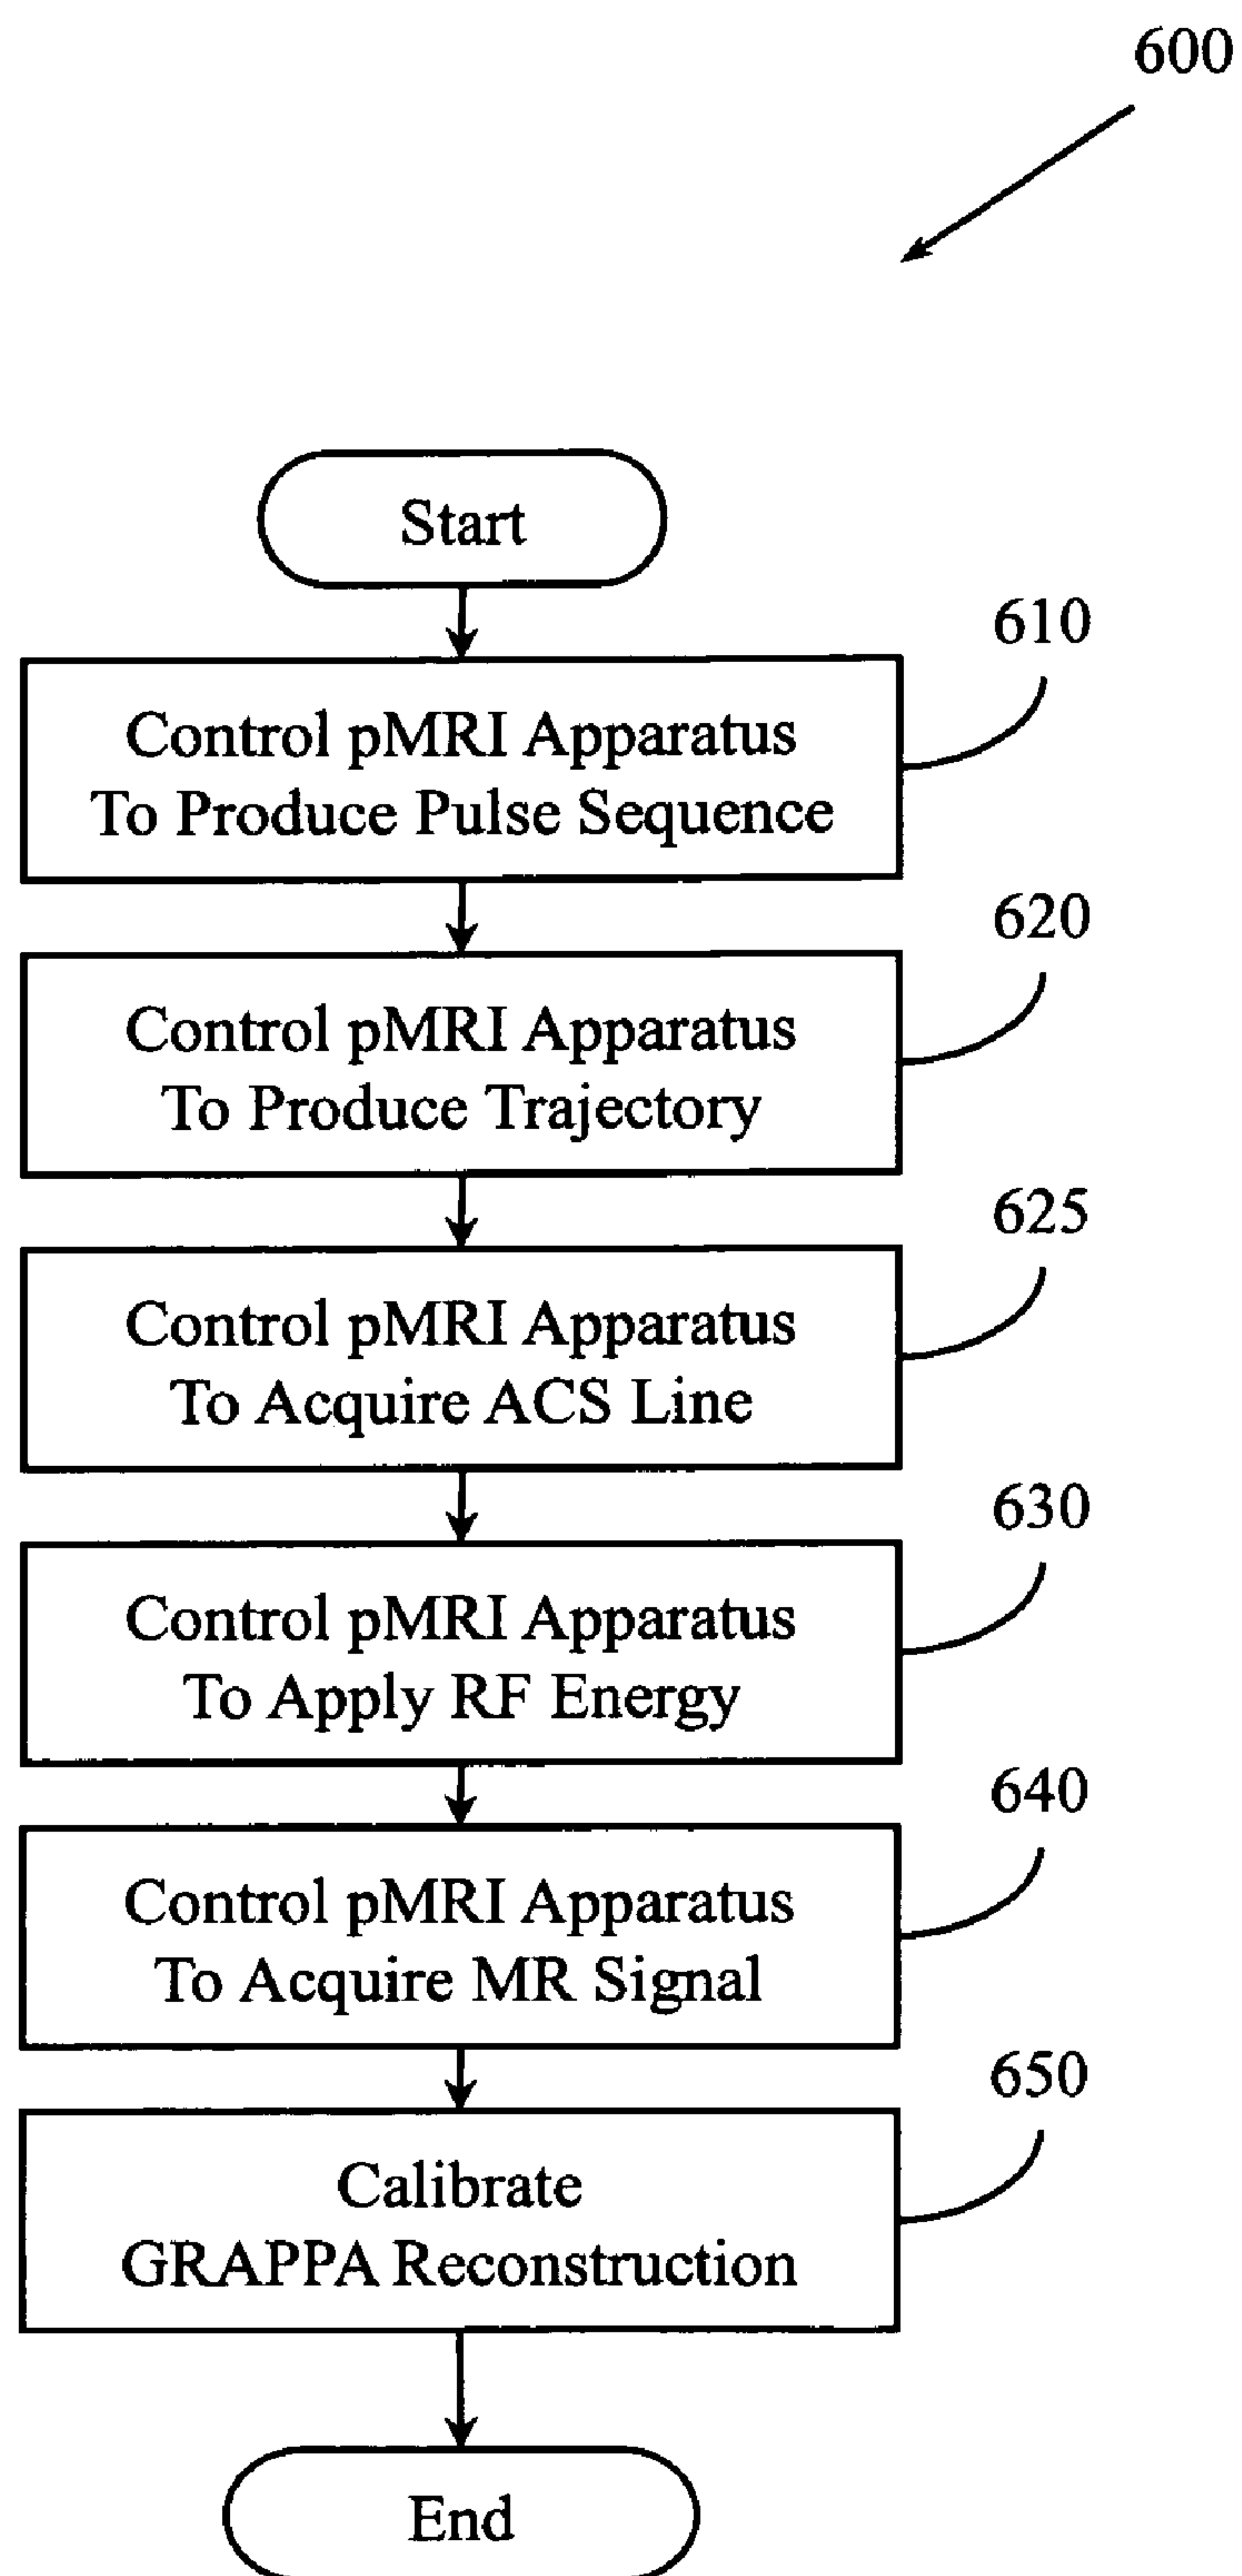 600
Start
610
Control pMRI Apparatus
To Produce Pulse Sequence
620
Control pMRI Apparatus
To Produce Trajectory
625
Control pMRI Apparatus
To Acquire ACS Line
630
Control pMRI Apparatus
To Apply RF Energy
640
Control pMRI Apparatus
To Acquire MR Signal
650
Calibrate
GRAPPA Reconstruction
End